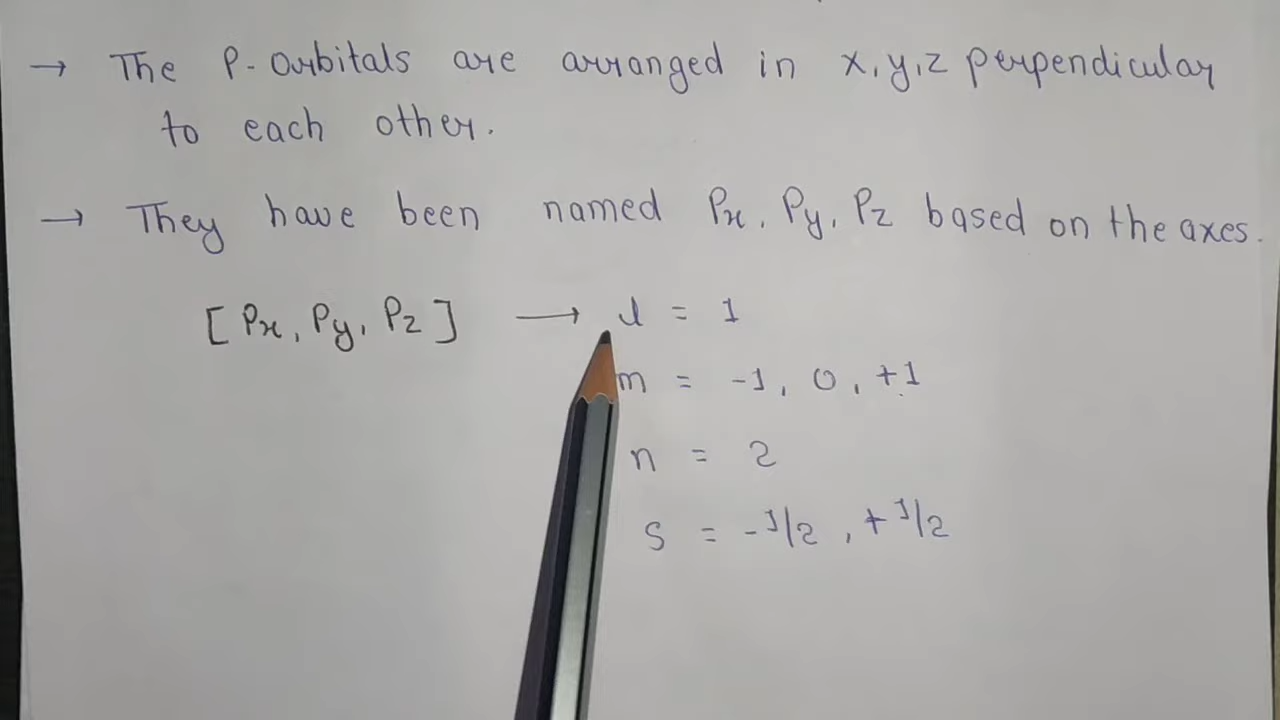 → The P-orbitals are arranged in x, y, z perpendicular
to each other.
→ They have been named Px, Py, Pz based on the axes.
[Px, Py, Pz] → l = 1
m = -1, 0, +1
n = 2
S = -1/2, +1/2